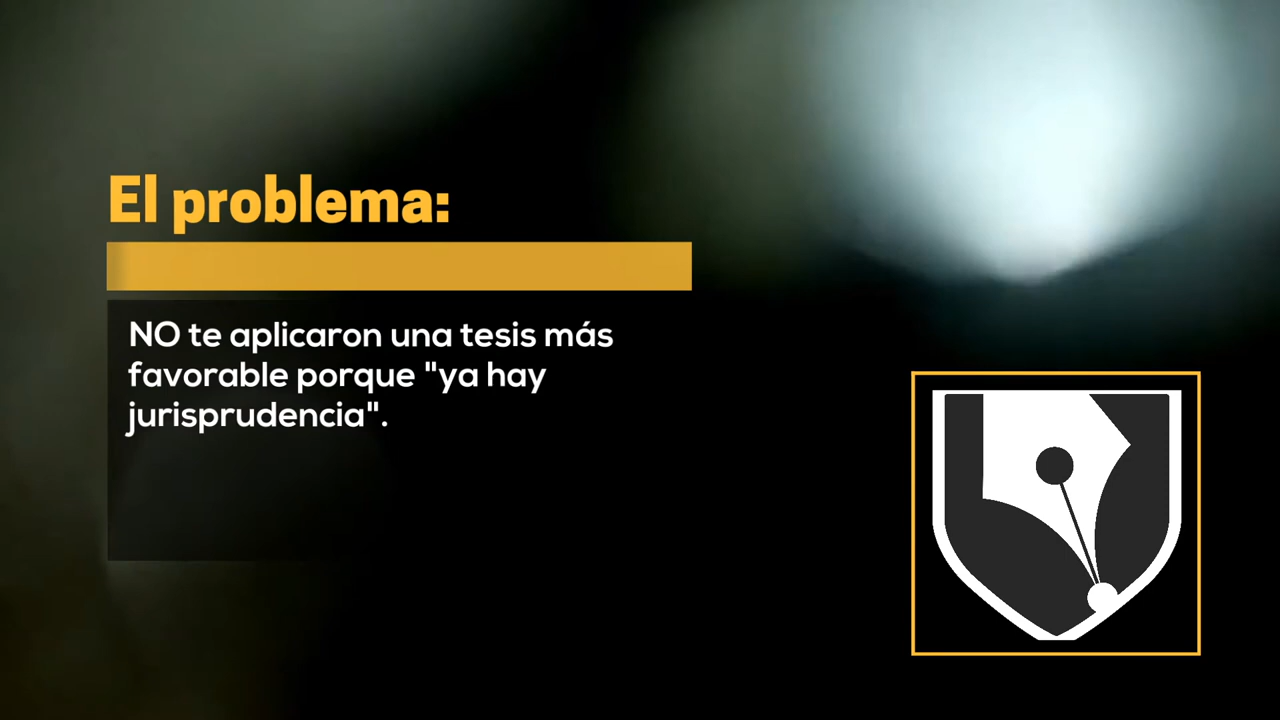 El problema:
NO te aplicaron una tesis más
favorable porque "ya hay
jurisprudencia".